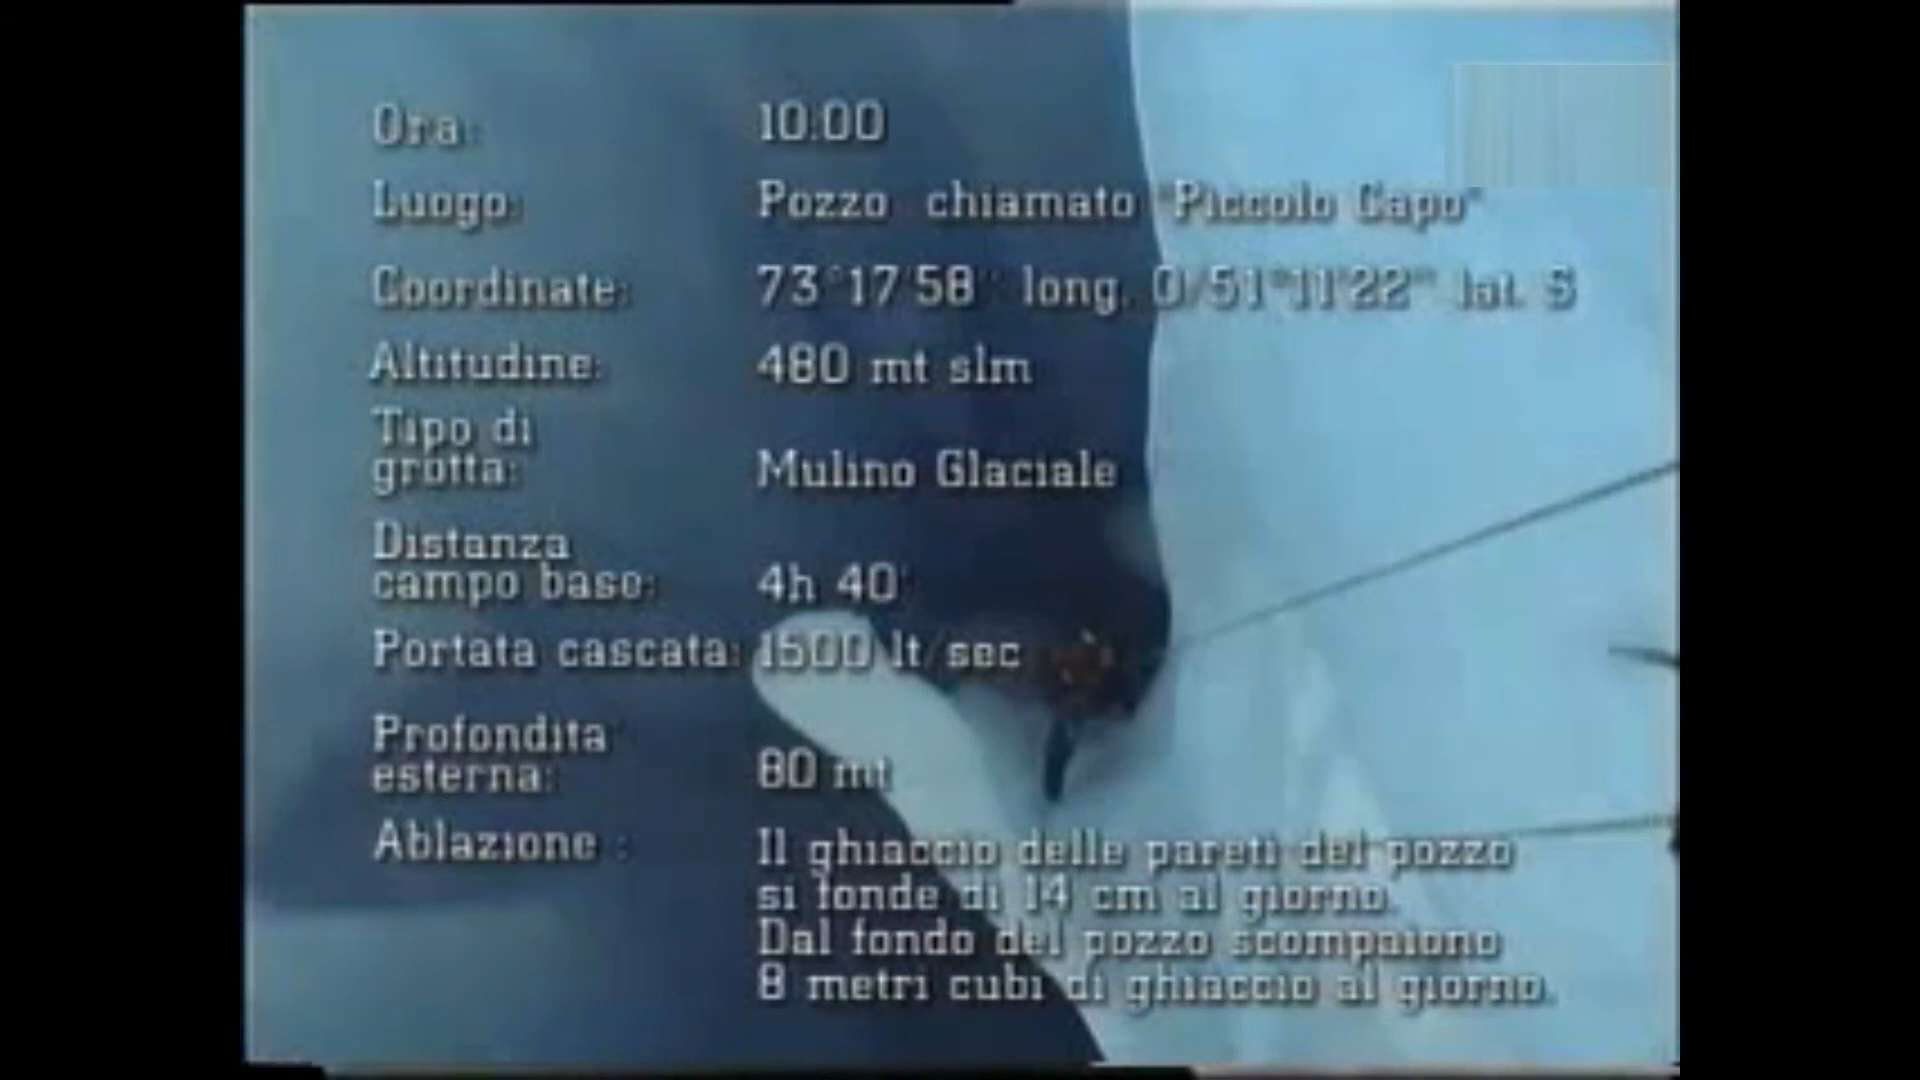 Ora: 10:00
Luogo: Pozzo chiamato "Piccolo Capo"
Coordinate: 73°17'58'' long. O/51°11'22'' lat. S
Altitudine: 480 mt slm
Tipo di
grotta: Mulino Glaciale
Distanza
campo base: 4h 40'
Portata cascata: 1500 lt/sec
Profondita'
esterna: 80 mt
Ablazione : Il ghiaccio delle pareti del pozzo
si fonde di 14 cm al giorno.
Dal fondo del pozzo scompaiono
8 metri cubi di ghiaccio al giorno.